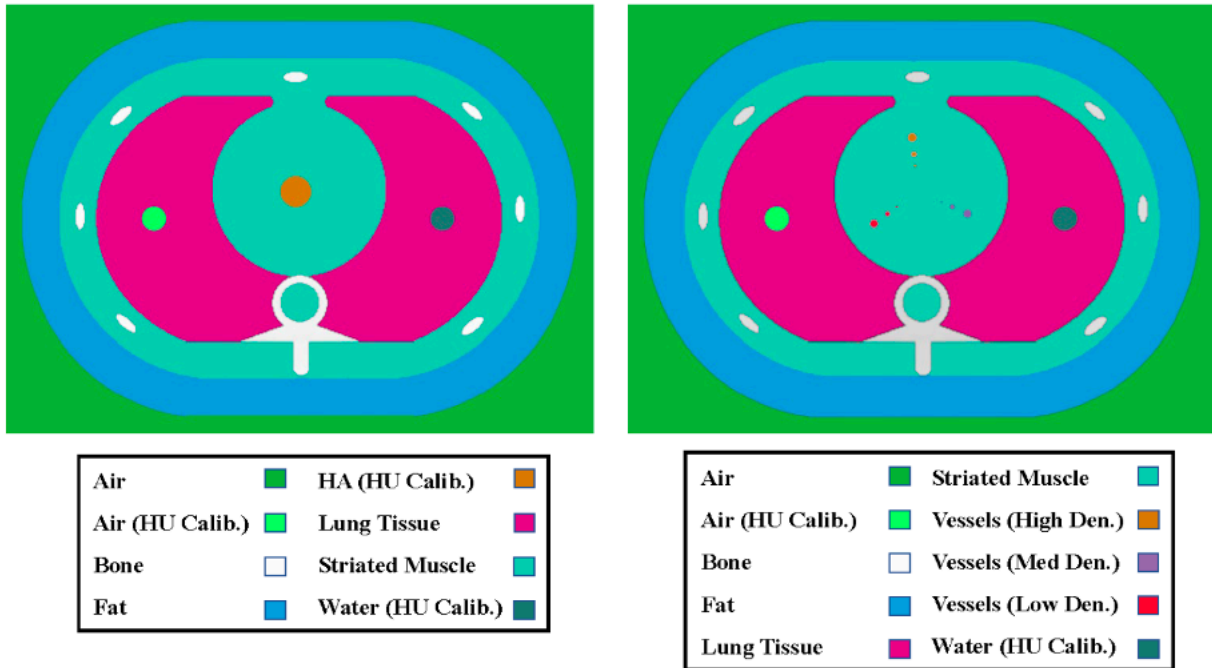 Air HA (HU Calib.)
Air (HU Calib.) Lung Tissue
Bone Striated Muscle
Fat Water (HU Calib.)
Air Striated Muscle
Air (HU Calib.) Vessels (High Den.)
Bone Vessels (Med Den.)
Fat Vessels (Low Den.)
Lung Tissue Water (HU Calib.)